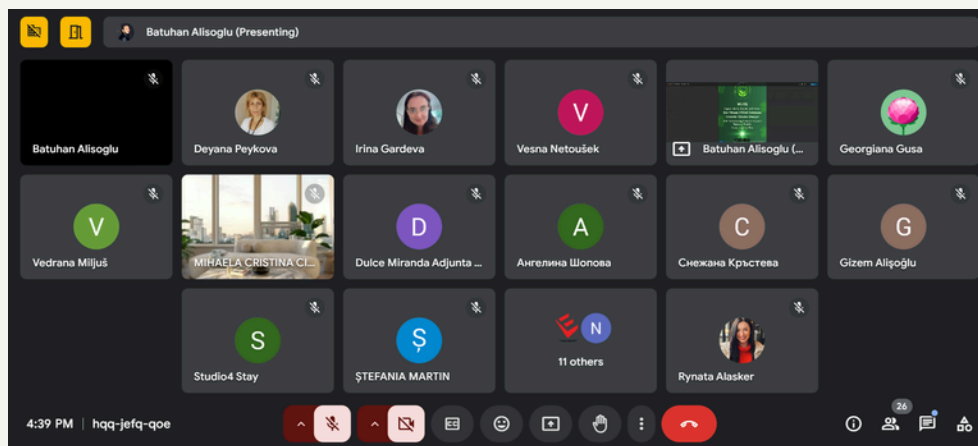 Batuhan Alisoglu (Presenting)
Batuhan Alisoglu
Deyana Peykova
Irina Gardeva
V
Vesna Netoušek
Batuhan Alisoglu (...
Georgiana Gusa
V
Vedrana Miljuš
MIHAELA CRISTINA CI...
D
Dulce Miranda Adjunta ...
А
Ангелина Шопова
С
Снежана Кръстева
G
Gizem Alişoğlu
S
Studio4 Stay
Ș
ȘTEFANIA MARTIN
N
11 others
Rynata Alasker
4:39 PM | hqq-jefq-qoe
CC
26